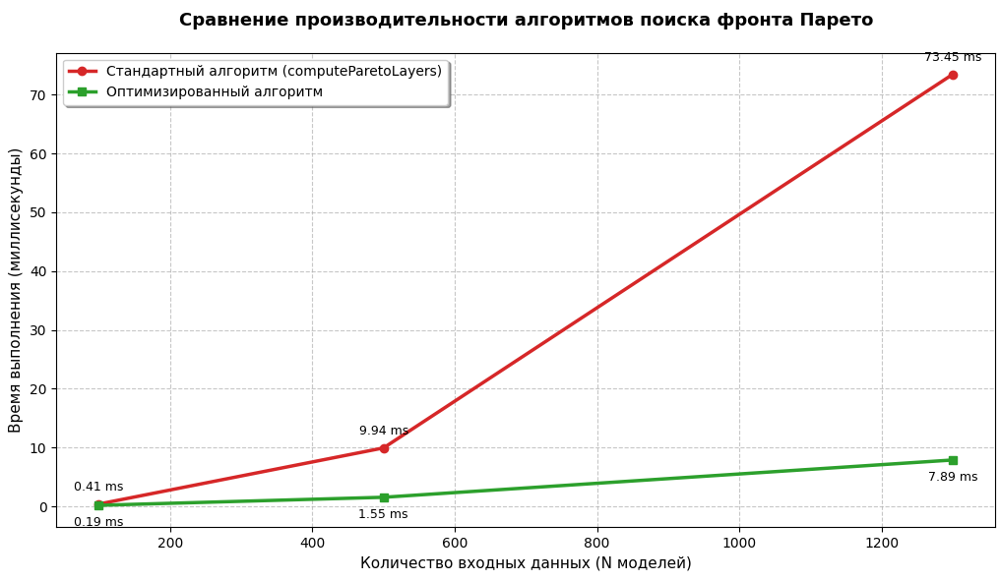 Сравнение производительности алгоритмов поиска фронта Парето
73.45 ms
Стандартный алгоритм (computeParetoLayers)
Оптимизированный алгоритм
Время выполнения (миллисекунды)
70
60
50
40
30
20
10
0
9.94 ms
0.41 ms
7.89 ms
1.55 ms
0.19 ms
200
400
600
800
1000
1200
Количество входных данных (N моделей)